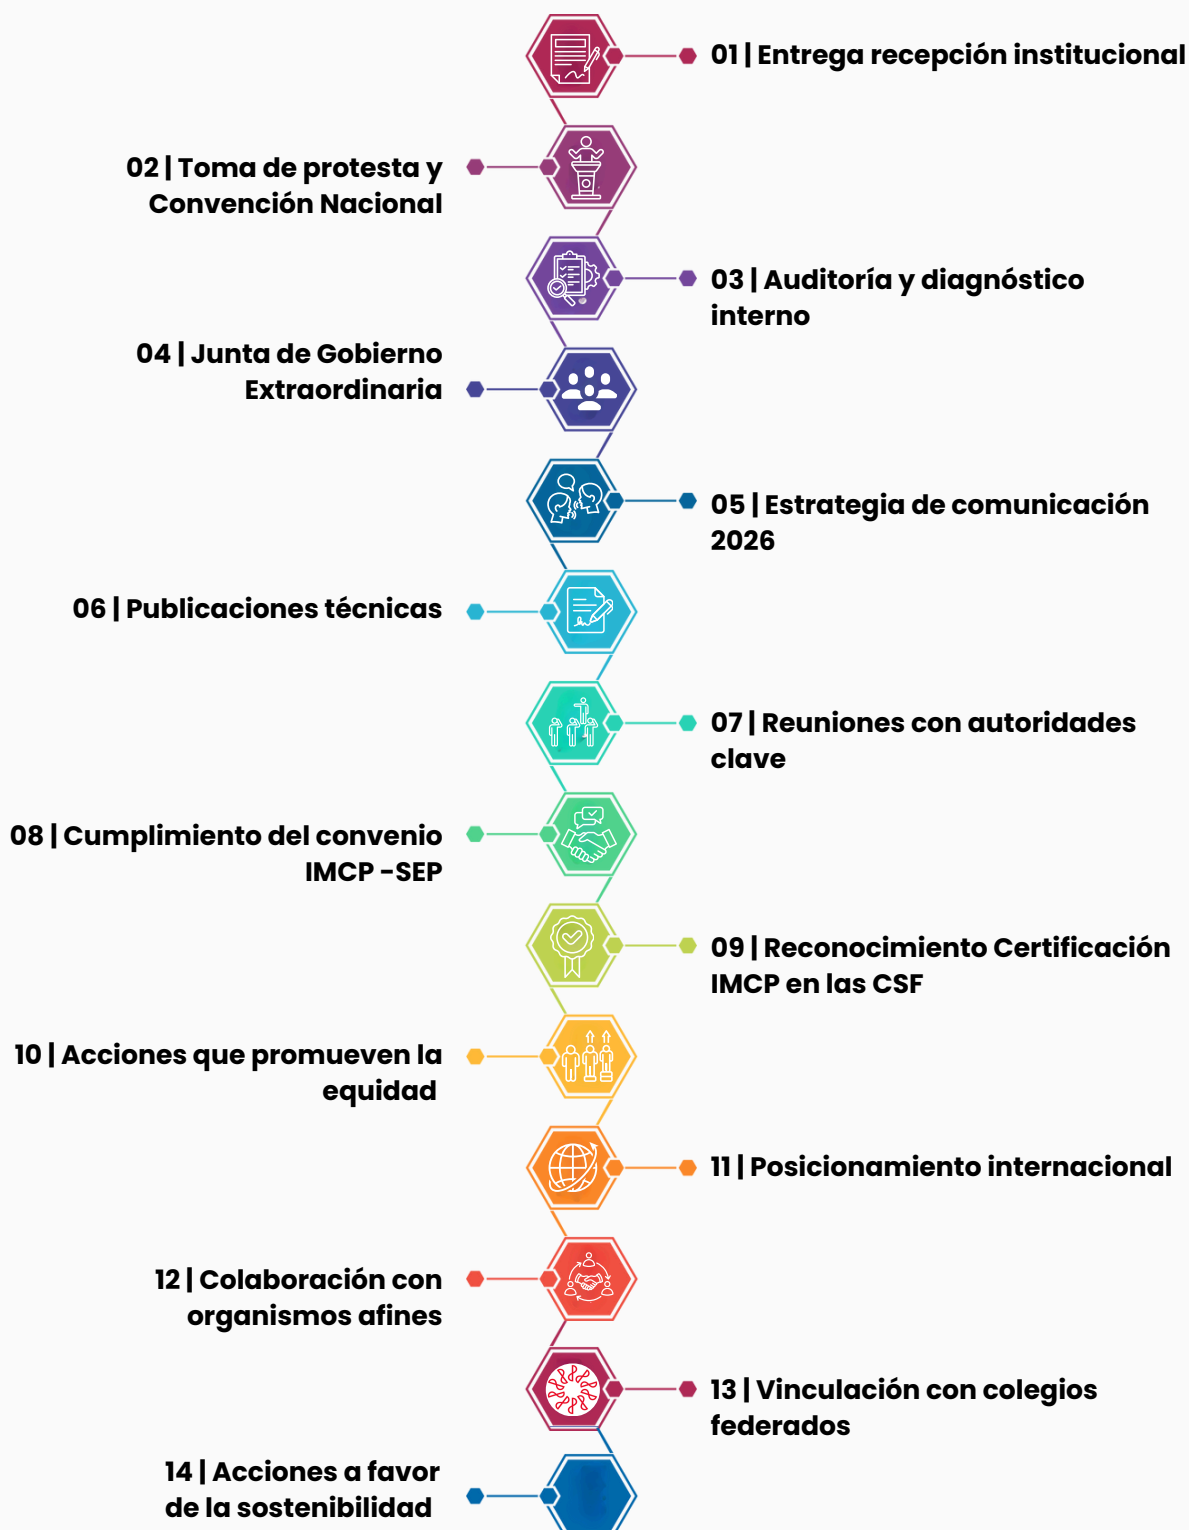 01 | Entrega recepción institucional
02 | Toma de protesta y
Convención Nacional
03 | Auditoría y diagnóstico
interno
04 | Junta de Gobierno
Extraordinaria
05 | Estrategia de comunicación
2026
06 | Publicaciones técnicas
07 | Reuniones con autoridades
clave
08 | Cumplimiento del convenio
IMCP -SEP
09 | Reconocimiento Certificación
IMCP en las CSF
10 | Acciones que promueven la
equidad
11 | Posicionamiento internacional
12 | Colaboración con
organismos afines
13 | Vinculación con colegios
federados
14 | Acciones a favor
de la sostenibilidad